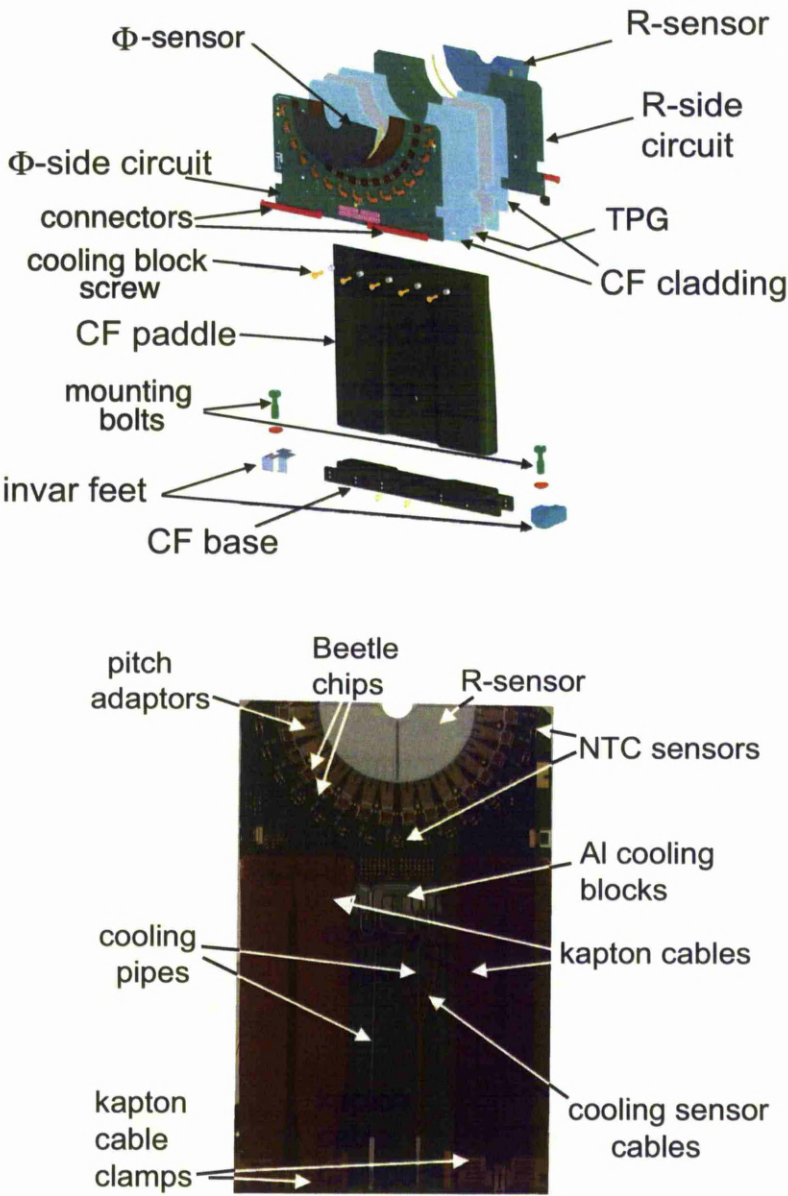 Φ-sensor
R-sensor
R-side
circuit
Φ-side circuit
connectors
TPG
cooling block
screw
CF cladding
CF paddle
mounting
bolts
invar feet
CF base
pitch
adaptors
Beetle
chips
R-sensor
NTC sensors
Al cooling
blocks
cooling
pipes
kapton cables
kapton
cable
clamps
cooling sensor
cables